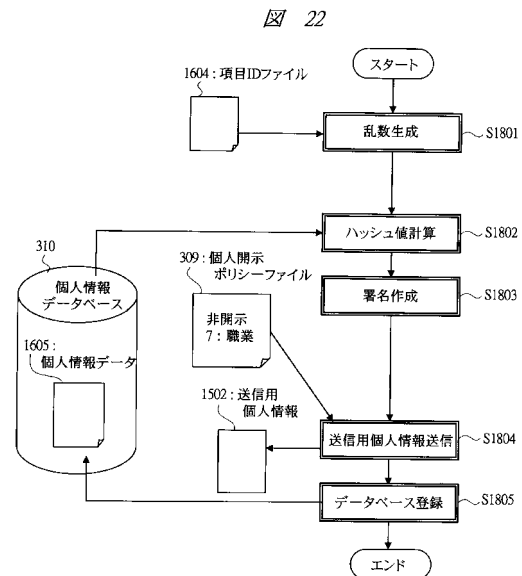 図 22
スタート
1604：項目IDファイル
乱数生成
S1801
ハッシュ値計算
S1802
310
309：個人開示
ポリシーファイル
署名作成
S1803
個人情報
データベース
非開示
7：職業
1605：
個人情報データ
1502：送信用
個人情報
送信用個人情報送信
S1804
データベース登録
S1805
エンド